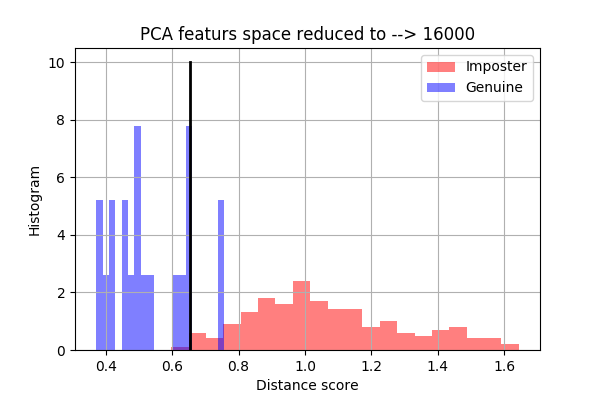 PCA featurs space reduced to --> 16000
Imposter
Genuine
Histogram
10
8
6
4
2
0
0.4 0.6 0.8 1.0 1.2 1.4 1.6
Distance score